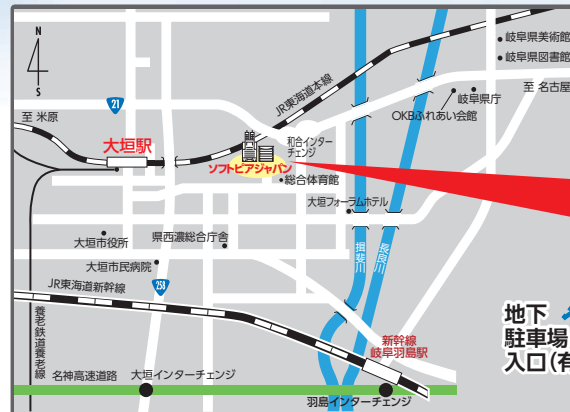 N
S
岐阜県美術館
岐阜県図書館
至 名古屋
岐阜県庁
OKBふれあい会館
JR東海道本線
21
至 米原
大垣駅
和合インター
チェンジ
ソフトピアジャパン
総合体育館
大垣フォーラムホテル
大垣市役所
県西濃総合庁舎
揖斐川
長良川
大垣市民病院
258
JR東海道新幹線
養老鉄道養老線
新幹線
岐阜羽島駅
地下
駐車場
入口(有
名神高速道路
大垣インターチェンジ
羽島インターチェンジ